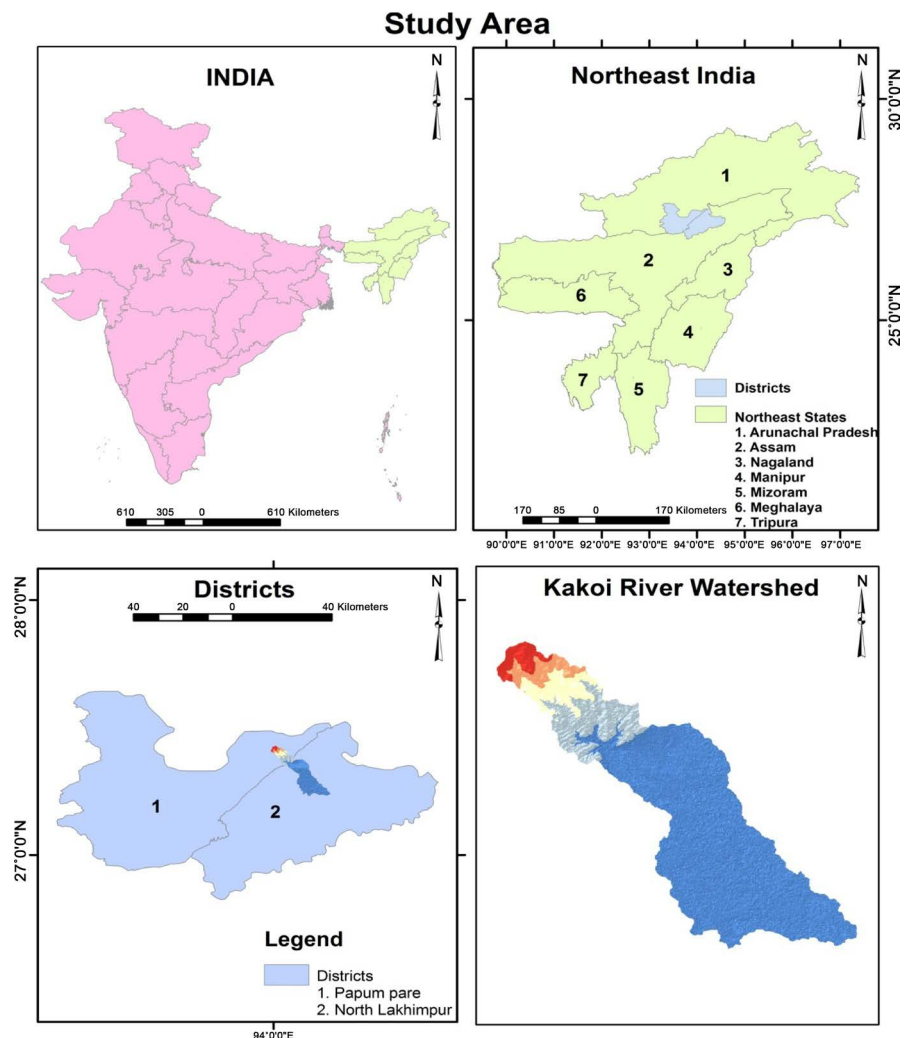 Study Area
INDIA
N
610 305 0 610 Kilometers
Northeast India
N
1
2
3
4
5
6
7
Districts
Northeast States
1. Arunachal Pradesh
2. Assam
3. Nagaland
4. Manipur
5. Mizoram
6. Meghalaya
7. Tripura
170 85 0 170 Kilometers
90°0'0"E 91°0'0"E 92°0'0"E 93°0'0"E 94°0'0"E 95°0'0"E 96°0'0"E 97°0'0"E
30°0'0"N
25°0'0"N
Districts
N
40 20 0 40 Kilometers
28°0'0"N
27°0'0"N
1
2
Legend
Districts
1. Papum pare
2. North Lakhimpur
94°0'0"E
Kakoi River Watershed
N